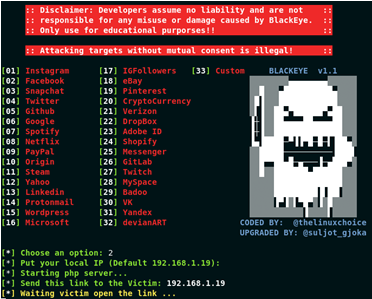 :: Disclaimer: Developers assume no liability and are not ::
:: responsible for any misuse or damage caused by BlackEye. ::
:: Only use for educational purporses!! ::
:: Attacking targets without mutual consent is illegal! ::
[01] Instagram [17] IGFollowers [33] Custom BLACKEYE v1.1
[02] Facebook [18] eBay
[03] Snapchat [19] Pinterest
[04] Twitter [20] CryptoCurrency
[05] Github [21] Verizon
[06] Google [22] DropBox
[07] Spotify [23] Adobe ID
[08] Netflix [24] Shopify
[09] PayPal [25] Messenger
[10] Origin [26] GitLab
[11] Steam [27] Twitch
[12] Yahoo [28] MySpace
[13] Linkedin [29] Badoo
[14] Protonmail [30] VK
[15] Wordpress [31] Yandex
[16] Microsoft [32] devianART
CODED BY: @thelinuxchoice
UPGRADED BY: @suljot_gjoka
[*] Choose an option: 2
[*] Put your local IP (Default 192.168.1.19):
[*] Starting php server...
[*] Send this link to the Victim: 192.168.1.19
[*] Waiting victim open the link ...